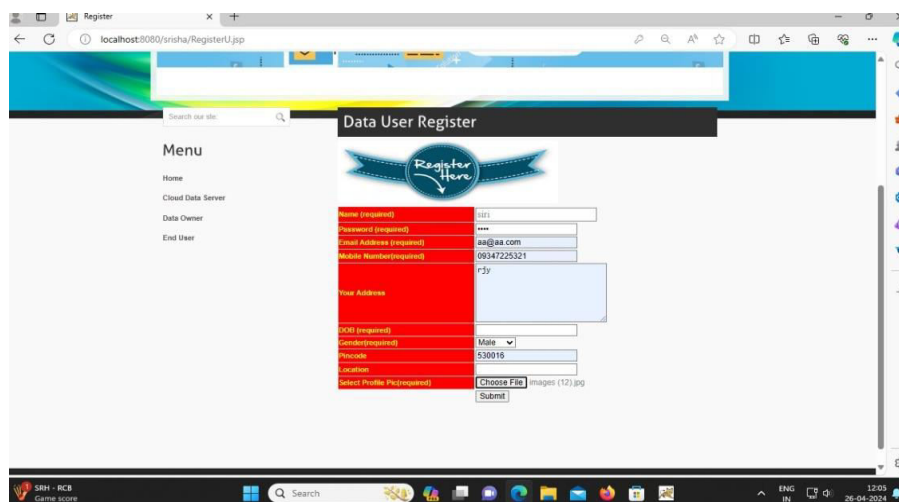 Register
localhost:8080/srisha/RegisterU.jsp
Search our site:
Data User Register
Menu
Register
Here
Home
Cloud Data Server
Data Owner
End User
Name (required) siri
Password (required) ••••
Email Address (required) aa@aa.com
Mobile Number(required) 09347225321
Your Address rjy
DOB (required)
Gender(required) Male
Pincode 530016
Location
Select Profile Pic(required) Choose File images (12).jpg
Submit
SRH - RCB
Game score
Search
ENG
IN
12:05
26-04-2024